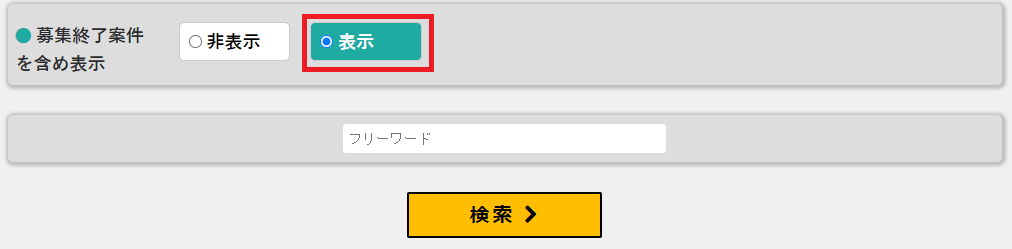 募集終了案件
を含め表示
非表示
表示
フリーワード
検索